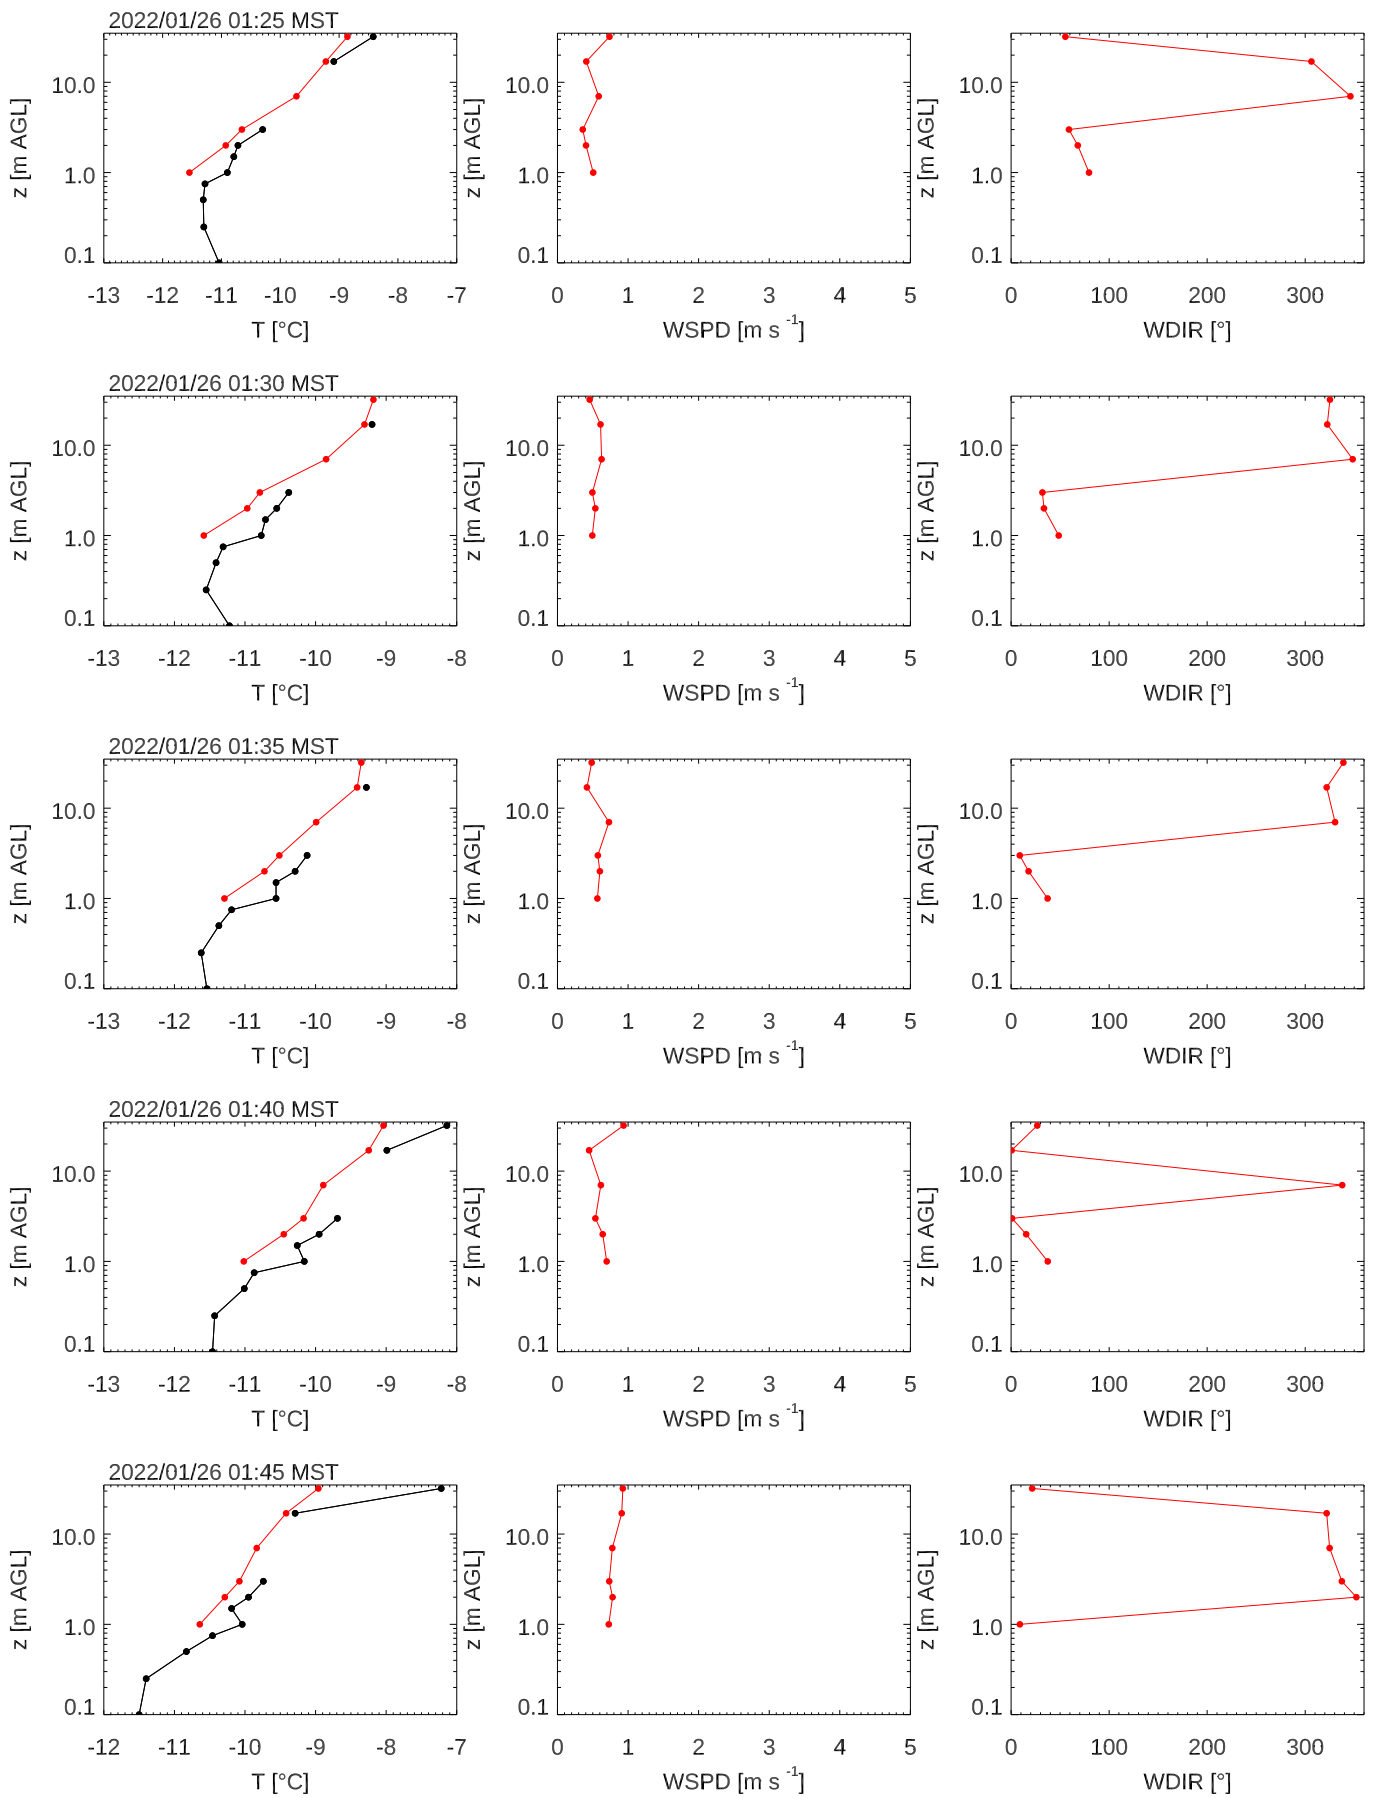 2022/01/26 01:25 MST
z [m AGL] 10.0 1.0 0.1 z [m AGL] 10.0 1.0 0.1 z [m AGL] 10.0 1.0 0.1
-13 -12 -11 -10 -9 -8 -7 0 1 2 3 4 5 0 100 200 300
T [°C] WSPD [m s -1] WDIR [°]
2022/01/26 01:30 MST
z [m AGL] 10.0 1.0 0.1 z [m AGL] 10.0 1.0 0.1 z [m AGL] 10.0 1.0 0.1
-13 -12 -11 -10 -9 -8 0 1 2 3 4 5 0 100 200 300
T [°C] WSPD [m s -1] WDIR [°]
2022/01/26 01:35 MST
z [m AGL] 10.0 1.0 0.1 z [m AGL] 10.0 1.0 0.1 z [m AGL] 10.0 1.0 0.1
-13 -12 -11 -10 -9 -8 0 1 2 3 4 5 0 100 200 300
T [°C] WSPD [m s -1] WDIR [°]
2022/01/26 01:40 MST
z [m AGL] 10.0 1.0 0.1 z [m AGL] 10.0 1.0 0.1 z [m AGL] 10.0 1.0 0.1
-13 -12 -11 -10 -9 -8 0 1 2 3 4 5 0 100 200 300
T [°C] WSPD [m s -1] WDIR [°]
2022/01/26 01:45 MST
z [m AGL] 10.0 1.0 0.1 z [m AGL] 10.0 1.0 0.1 z [m AGL] 10.0 1.0 0.1
-12 -11 -10 -9 -8 -7 0 1 2 3 4 5 0 100 200 300
T [°C] WSPD [m s -1] WDIR [°]